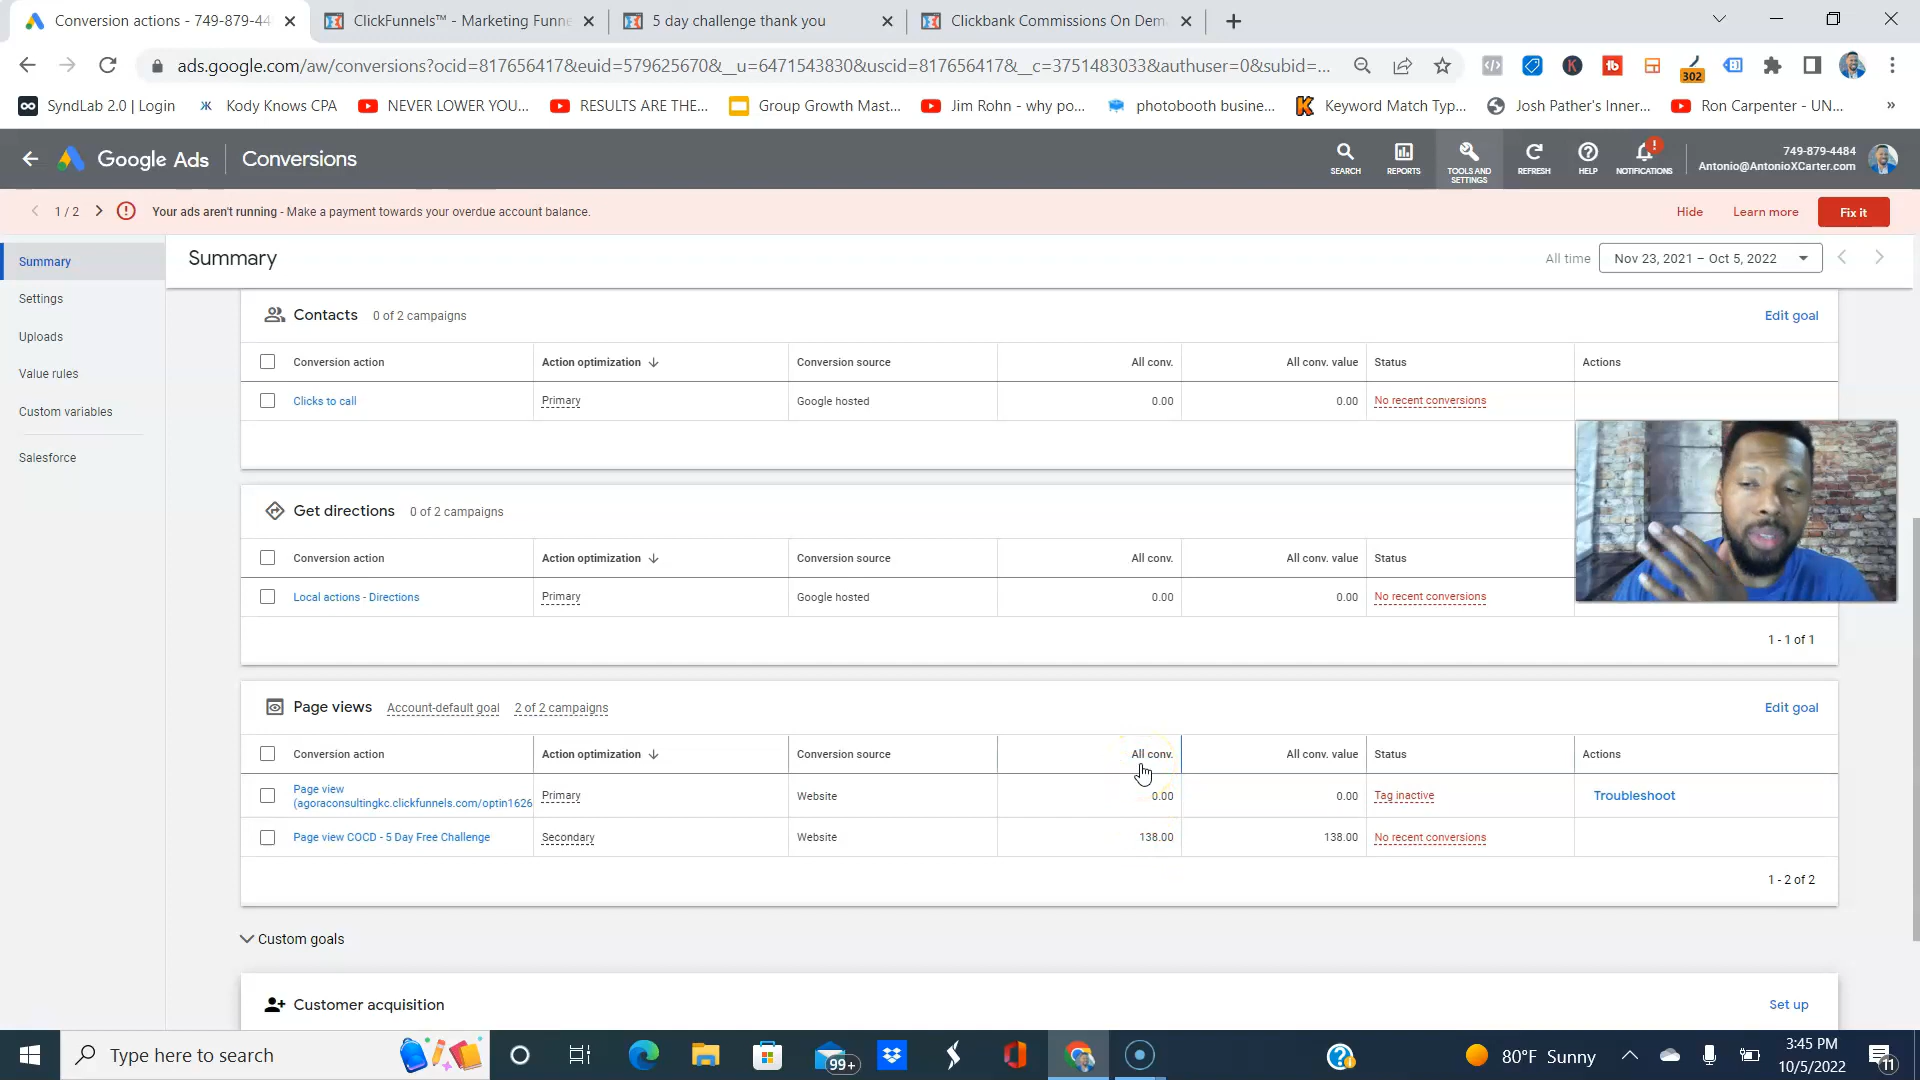 Conversion actions - 749-879-44
ClickFunnels™ - Marketing Funne
5 day challenge thank you
Clickbank Commissions On Dem
ads.google.com/aw/conversions?ocid=817656417&euid=579625670&__u=6471543830&uscid=817656417&__c=3751483033&authuser=0&subid=...
302
SyndLab 2.0 | Login
Kody Knows CPA
NEVER LOWER YOU...
RESULTS ARE THE...
Group Growth Mast...
Jim Rohn - why po...
photobooth busine...
Keyword Match Typ...
Josh Pather's Inner...
Ron Carpenter - UN...
»
Google Ads
Conversions
SEARCH
REPORTS
TOOLS AND SETTINGS
REFRESH
HELP
NOTIFICATIONS
749-879-4484
Antonio@AntonioXCarter.com
1 / 2
Your ads aren't running - Make a payment towards your overdue account balance.
Hide
Learn more
Fix it
Summary
Settings
Uploads
Value rules
Custom variables
Salesforce
Summary
All time
Nov 23, 2021 – Oct 5, 2022
Contacts 0 of 2 campaigns
Edit goal
Conversion action Action optimization Conversion source All conv. All conv. value Status Actions
Clicks to call Primary Google hosted 0.00 0.00 No recent conversions
Get directions 0 of 2 campaigns
Conversion action Action optimization Conversion source All conv. All conv. value Status
Local actions - Directions Primary Google hosted 0.00 0.00 No recent conversions
1 - 1 of 1
Page views Account-default goal 2 of 2 campaigns
Edit goal
Conversion action Action optimization Conversion source All conv. All conv. value Status Actions
Page view
(agoraconsultingkc.clickfunnels.com/optin1626 Primary Website 0.00 0.00 Tag inactive Troubleshoot
Page view COCD - 5 Day Free Challenge Secondary Website 138.00 138.00 No recent conversions
1 - 2 of 2
Custom goals
Customer acquisition
Set up
Type here to search
99+
80°F Sunny
3:45 PM
10/5/2022
11